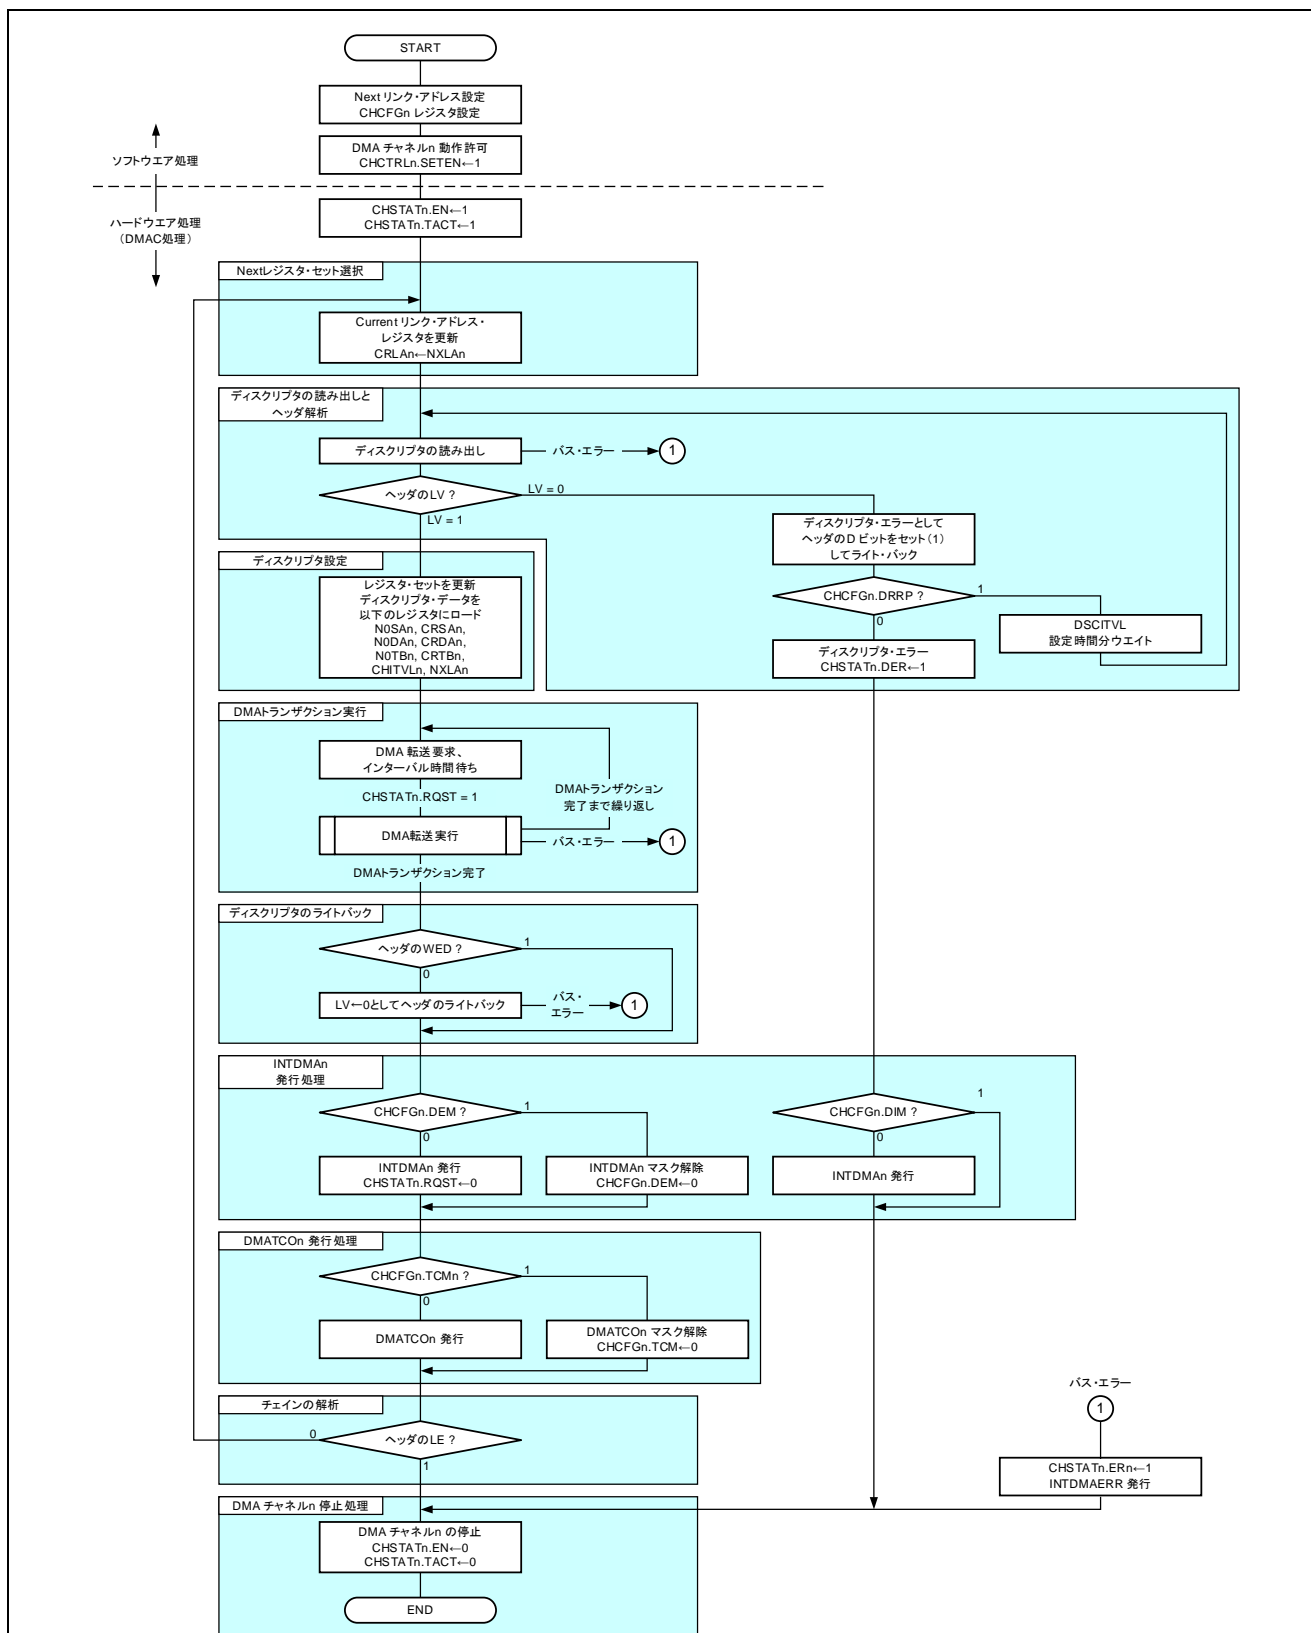 START
Next リンク・アドレス設定
CHCFGn レジスタ設定
DMA チャネルn 動作許可
CHCTRLn.SETEN←1
ソフトウエア処理
ハードウエア処理
（DMAC処理）
CHSTATn.EN←1
CHSTATn.TACT←1
Nextレジスタ・セット選択
Current リンク・アドレス・
レジスタを更新
CRLAn←NXLAn
ディスクリプタの読み出しと
ヘッダ解析
ディスクリプタの読み出し
バス・エラー
1
ヘッダのLV ?
LV = 0
LV = 1
ディスクリプタ・エラーとして
ヘッダのD ビットをセット（1）
してライト・バック
CHCFGn.DRRP ?
1
0
DSCITVL
設定時間分ウエイト
ディスクリプタ・エラー
CHSTATn.DER←1
ディスクリプタ設定
レジスタ・セットを更新
ディスクリプタ・データを
以下のレジスタにロード
N0SAn, CRSAn,
N0DAn, CRDAn,
N0TBn, CRTBn,
CHITVLn, NXLAn
DMAトランザクション実行
DMA 転送要求、
インターバル時間待ち
CHSTATn.RQST = 1
DMAトランザクション
完了まで繰り返し
DMA転送実行
バス・エラー
1
DMAトランザクション完了
ディスクリプタのライトバック
ヘッダのWED ?
1
0
LV←0としてヘッダのライトバック
バス・
エラー
1
INTDMAn
発行処理
CHCFGn.DEM ?
1
0
INTDMAn 発行
CHSTATn.RQST←0
INTDMAn マスク解除
CHCFGn.DEM←0
CHCFGn.DIM ?
1
0
INTDMAn 発行
DMATCOn 発行処理
CHCFGn.TCMn ?
1
0
DMATCOn 発行
DMATCOn マスク解除
CHCFGn.TCM←0
チェインの解析
ヘッダのLE ?
0
1
バス・エラー
1
CHSTATn.ERn←1
INTDMAERR 発行
DMA チャネルn 停止処理
DMA チャネルn の停止
CHSTATn.EN←0
CHSTATn.TACT←0
END